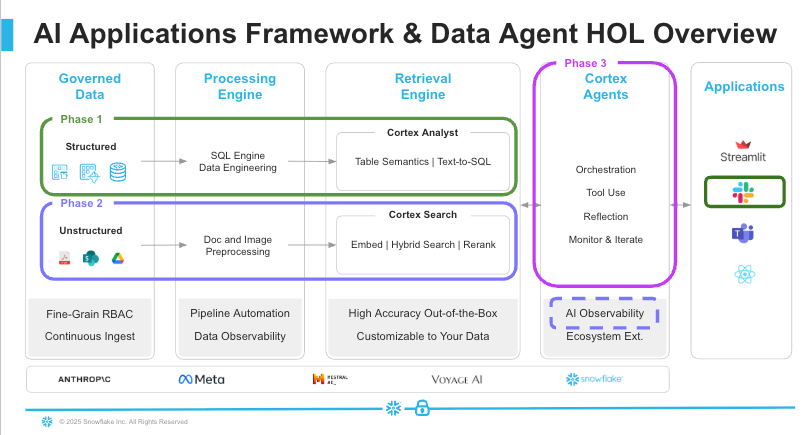 AI Applications Framework & Data Agent HOL Overview
Governed
Data
Processing
Engine
Retrieval
Engine
Phase 3
Cortex
Agents
Applications
Phase 1
Structured
SQL Engine
Data Engineering
Cortex Analyst
Table Semantics | Text-to-SQL
Phase 2
Unstructured
Doc and Image
Preprocessing
Cortex Search
Embed | Hybrid Search | Rerank
Orchestration
Tool Use
Reflection
Monitor & Iterate
Streamlit
Fine-Grain RBAC
Continuous Ingest
Pipeline Automation
Data Observability
High Accuracy Out-of-the-Box
Customizable to Your Data
AI Observability
Ecosystem Ext.
ANTHROP\C
Meta
MISTRAL
AI_
VOYAGE AI
snowflake
© 2025 Snowflake Inc. All Rights Reserved